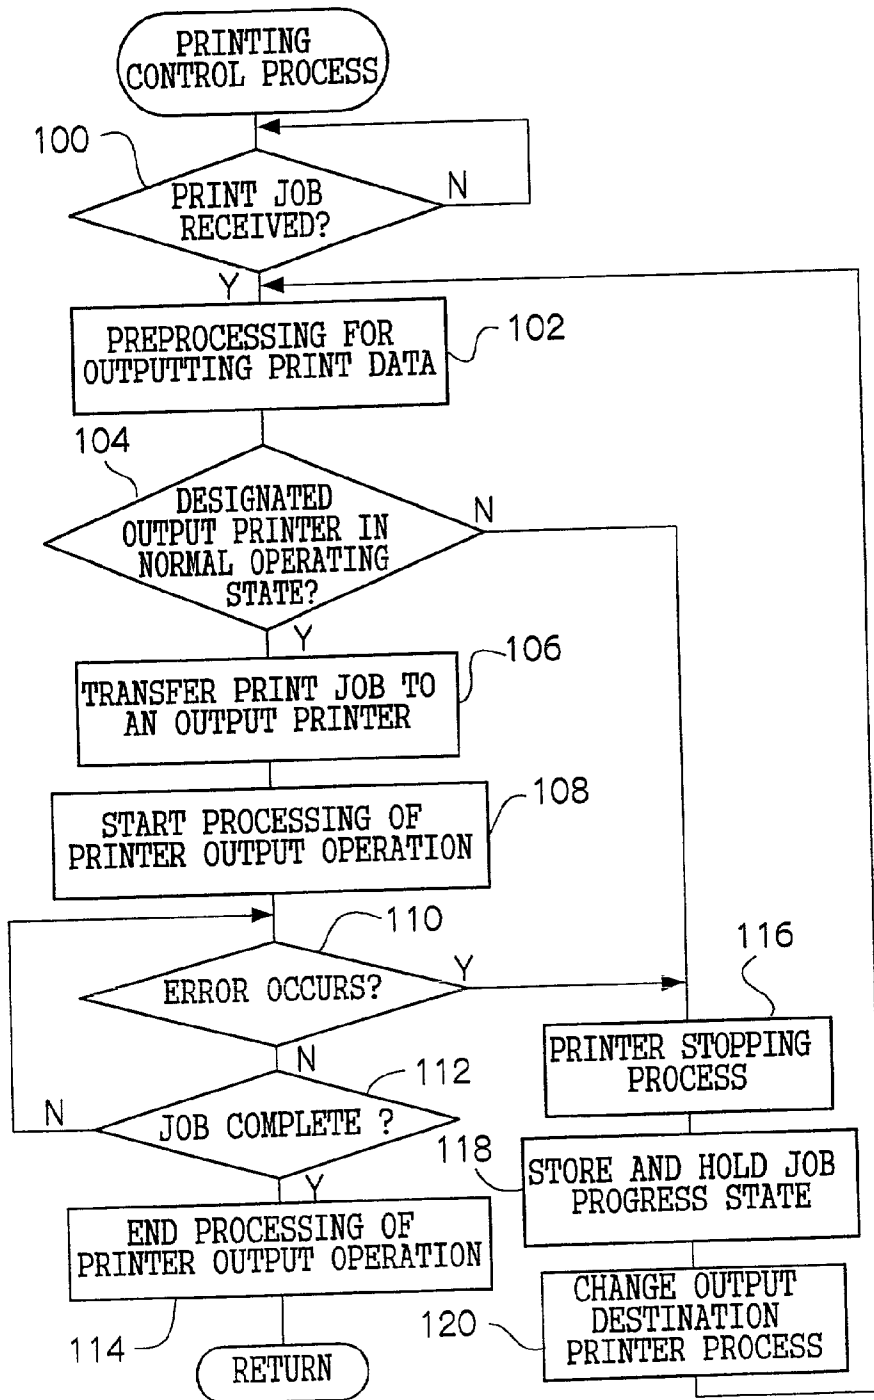 PRINTING
CONTROL PROCESS
100
PRINT JOB
RECEIVED?
N
Y
PREPROCESSING FOR
OUTPUTTING PRINT DATA
102
104
DESIGNATED
OUTPUT PRINTER IN
NORMAL OPERATING
STATE?
N
Y
106
TRANSFER PRINT JOB TO
AN OUTPUT PRINTER
108
START PROCESSING OF
PRINTER OUTPUT OPERATION
110
ERROR OCCURS?
Y
N
112
JOB COMPLETE ?
N
Y
END PROCESSING OF
PRINTER OUTPUT OPERATION
114
RETURN
116
PRINTER STOPPING
PROCESS
118
STORE AND HOLD JOB
PROGRESS STATE
CHANGE OUTPUT
DESTINATION
PRINTER PROCESS
120